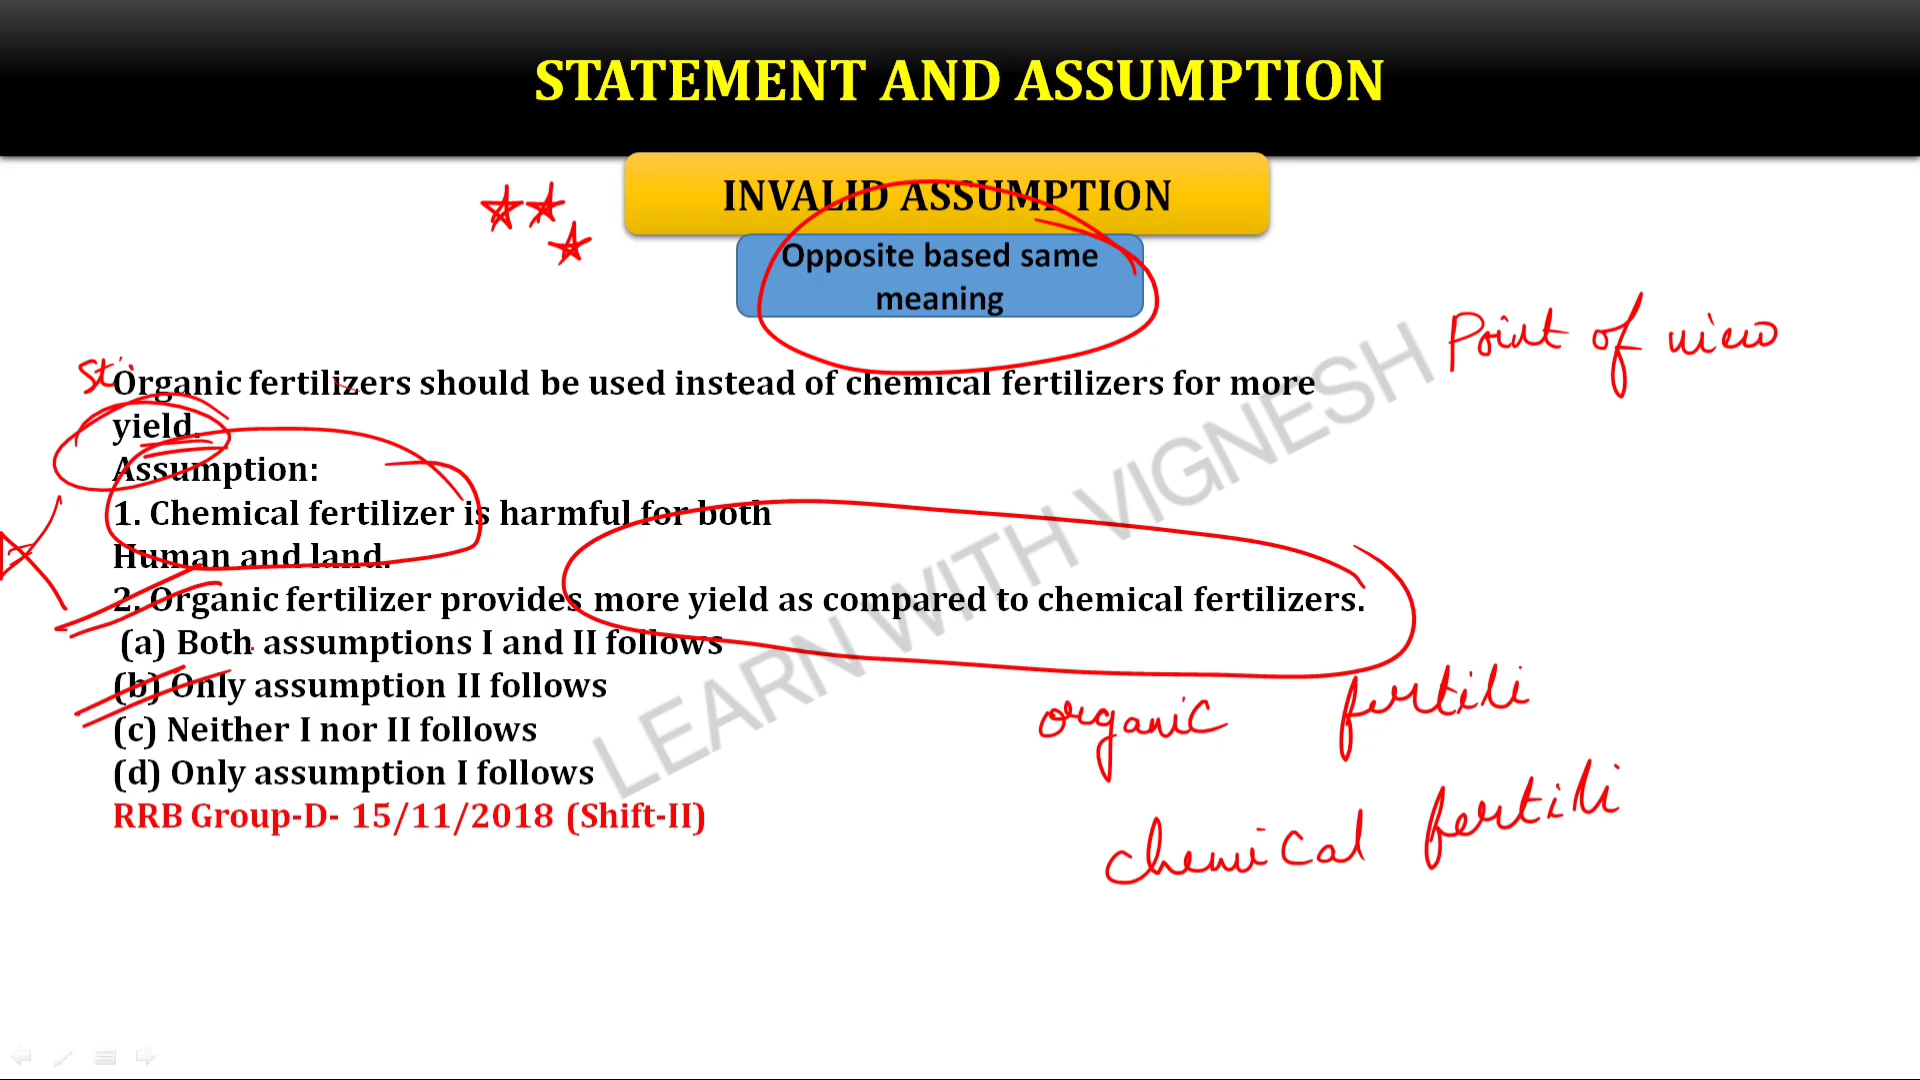 STATEMENT AND ASSUMPTION
INVALID ASSUMPTION
Opposite based same
meaning
Point of view
St:
Organic fertilizers should be used instead of chemical fertilizers for more
yield.
Assumption:
1. Chemical fertilizer is harmful for both
Human and land.
2. Organic fertilizer provides more yield as compared to chemical fertilizers.
(a) Both assumptions I and II follows
(b) Only assumption II follows
(c) Neither I nor II follows
(d) Only assumption I follows
RRB Group-D- 15/11/2018 (Shift-II)
organic fertili
chemical fertili
LEARN WITH VIGNESH